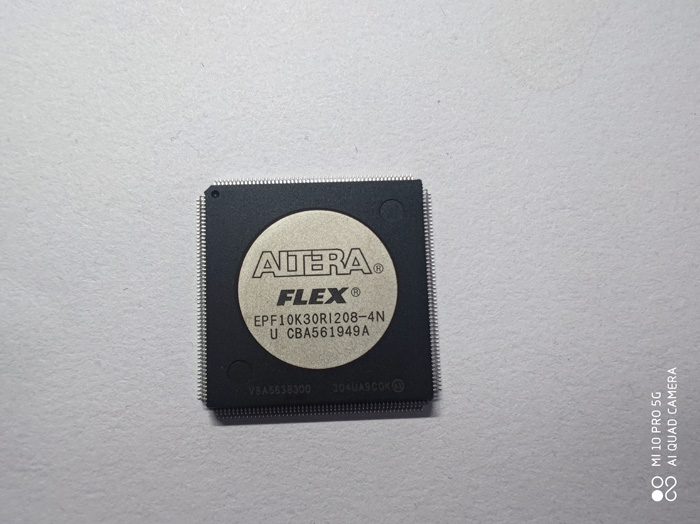 ALTERA®
FLEX®
EPF10K30RI208-4N
U CBA561949A
MI 10 PRO 5G
AI QUAD CAMERA